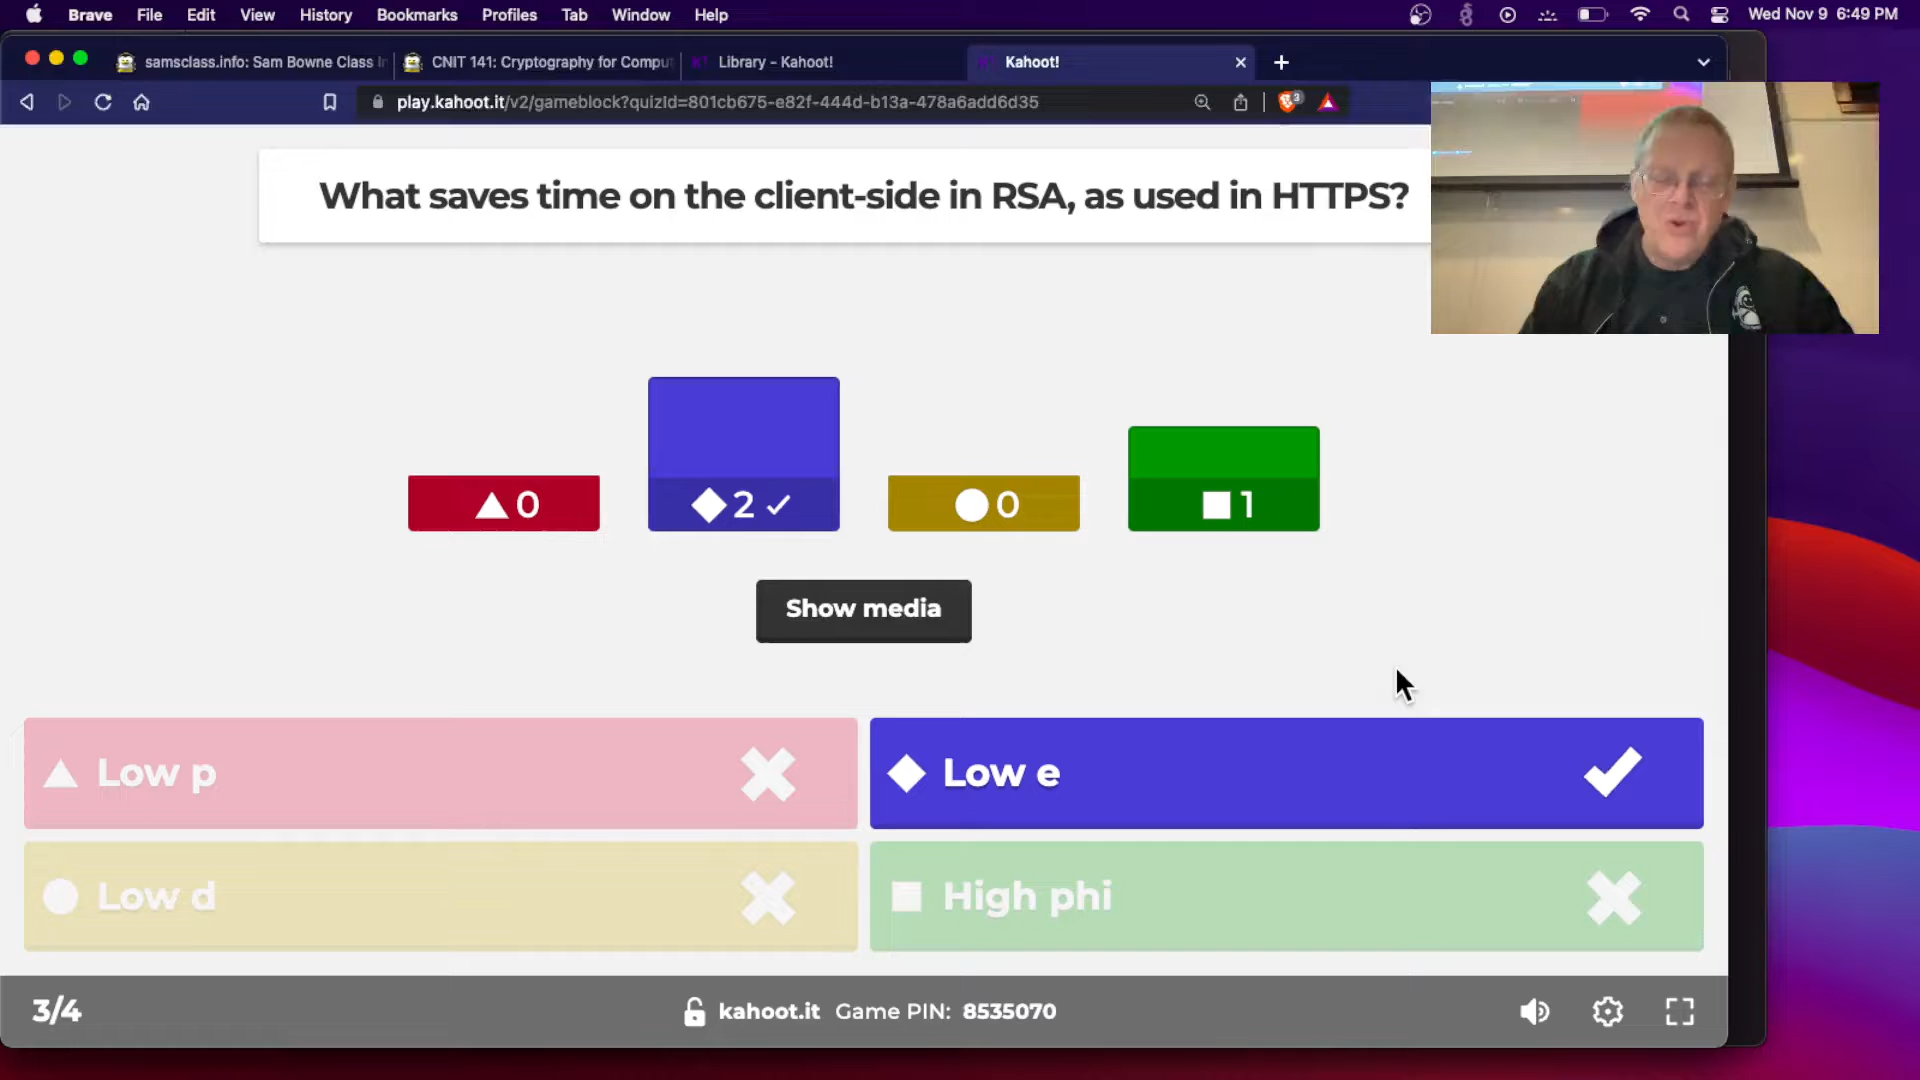 Brave File Edit View History Bookmarks Profiles Tab Window Help Wed Nov 9 6:49 PM
samsclass.info: Sam Bowne Class In CNIT 141: Cryptography for Compu Library - Kahoot! Kahoot!
play.kahoot.it/v2/gameblock?quizId=801cb675-e82f-444d-b13a-478a6add6d35 3
What saves time on the client-side in RSA, as used in HTTPS?
0 2 0 1
Show media
Low p
Low e
Low d
High phi
3/4 kahoot.it Game PIN: 8535070